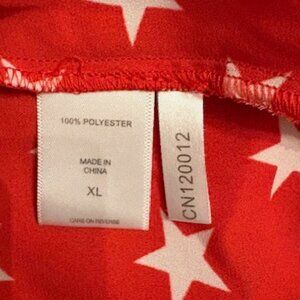 100% POLYESTER
MADE IN
CHINA
XL
CARE ON REVERSE
CN120012